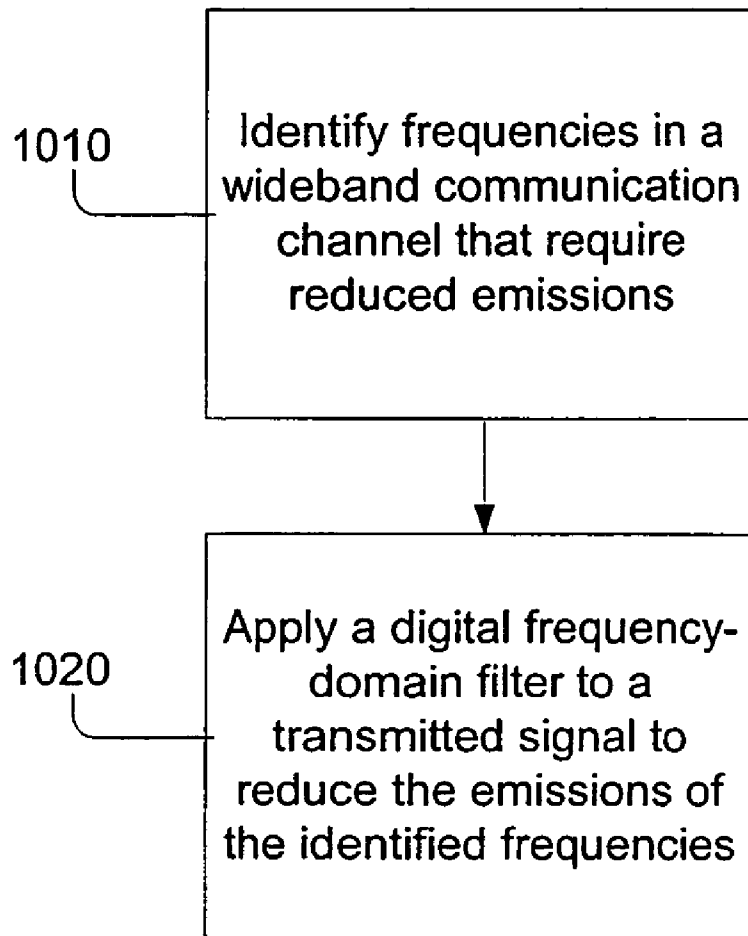 1010
Identify frequencies in a
wideband communication
channel that require
reduced emissions
1020
Apply a digital frequency-
domain filter to a
transmitted signal to
reduce the emissions of
the identified frequencies